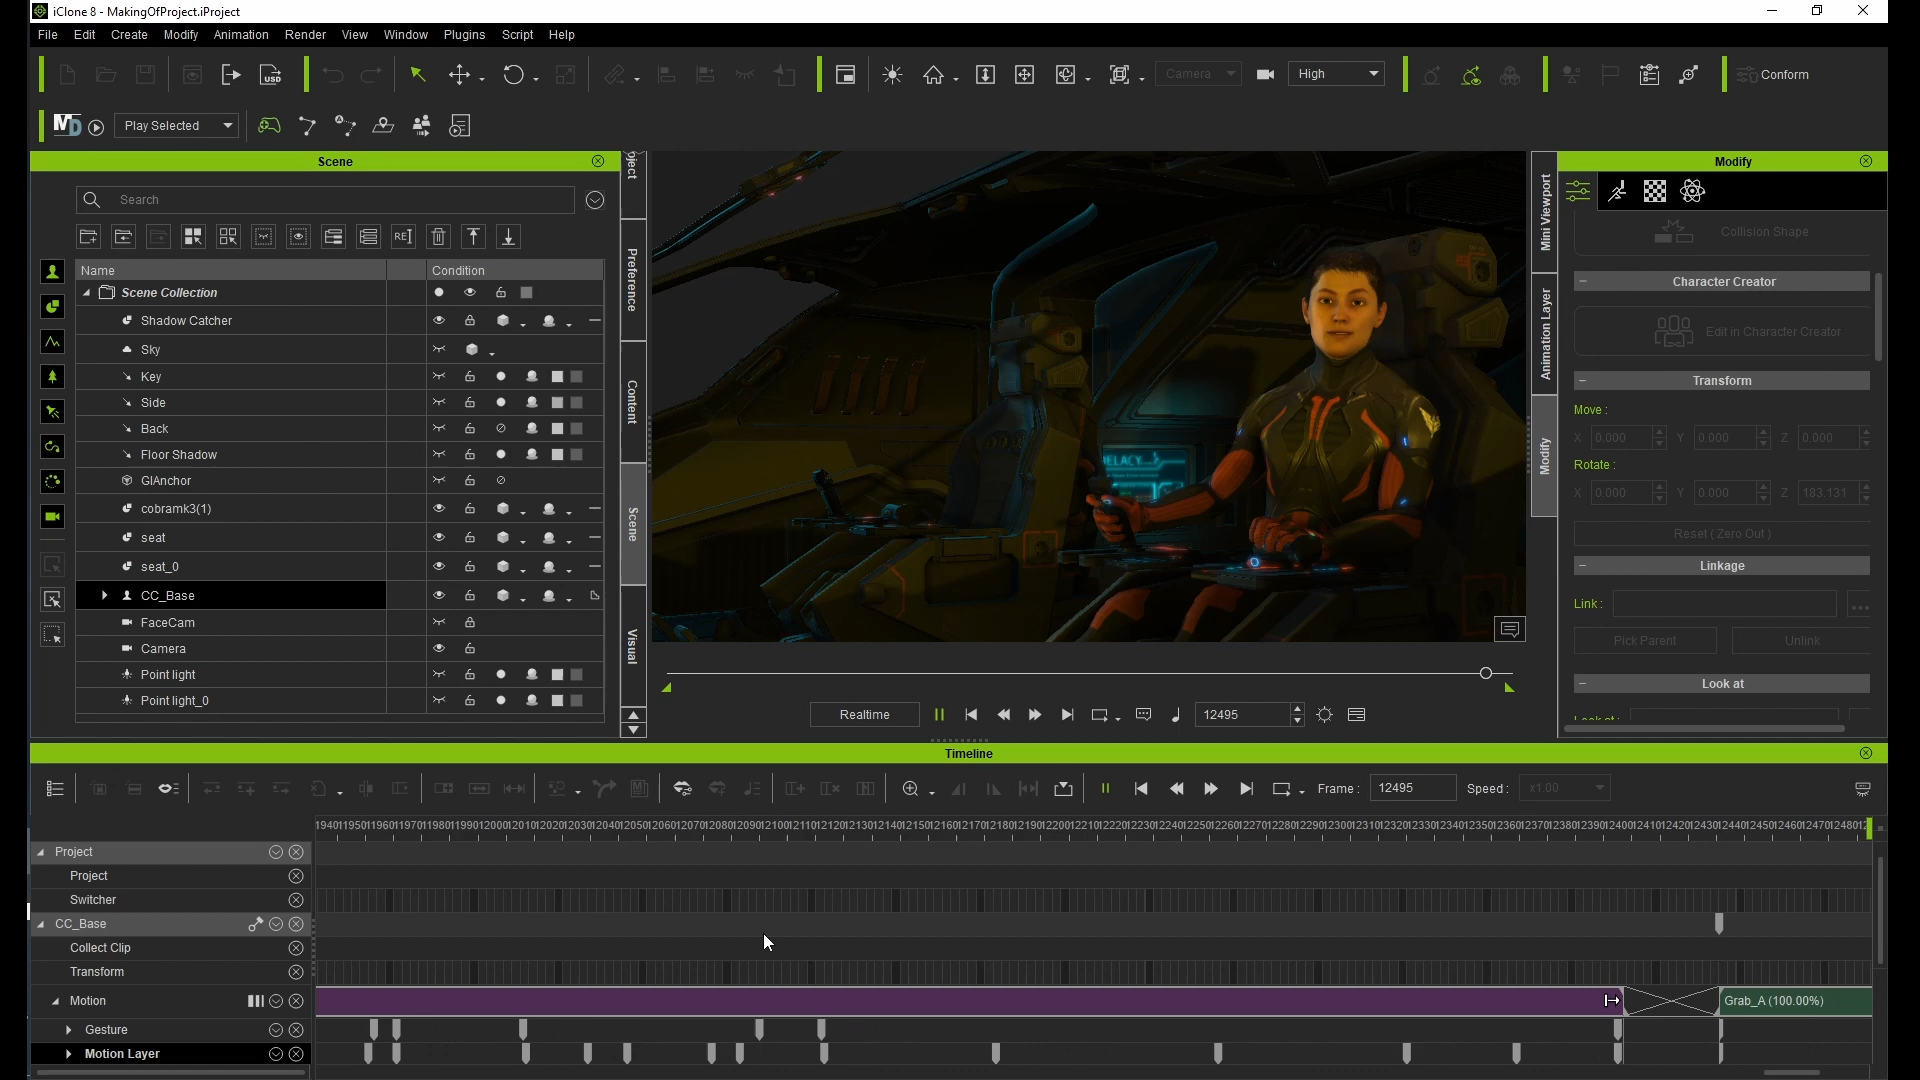 iClone 8 - MakingOfProject.iProject
File Edit Create Modify Animation Render View Window Plugins Script Help
USD
Camera
High
Conform
MD
Play Selected
Scene
Modify
Search
RE
Name
Condition
Scene Collection
Shadow Catcher
Sky
Key
Side
Back
Floor Shadow
GIAnchor
cobramk3(1)
seat
seat_0
CC_Base
FaceCam
Camera
Point light
Point light_0
Preference
Content
Scene
Visual
Mini Viewport
Animation Layer
Modify
Collision Shape
Character Creator
Edit in Character Creator
Transform
Move :
X 0.000 Y 0.000 Z 0.000
Rotate :
X 0.000 Y 0.000 Z 183.131
Reset ( Zero Out )
Linkage
Link :
Pick Parent
Unlink
Look at
Realtime
12495
Timeline
Frame : 12495
Speed : x1.00
Project
Project
Switcher
CC_Base
Collect Clip
Transform
Motion
Grab_A (100.00%)
Gesture
Motion Layer